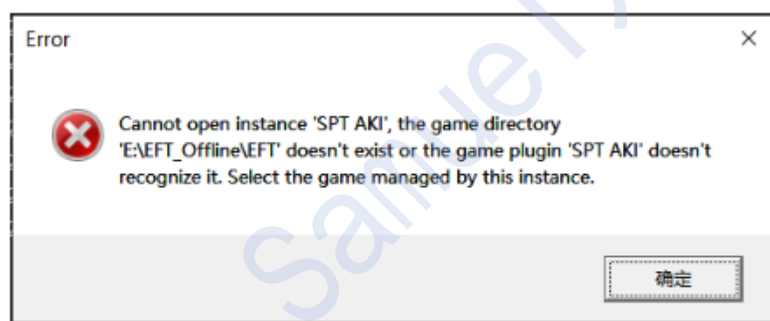 Error
Cannot open instance 'SPT AKI', the game directory
'E:\EFT_Offline\EFT' doesn't exist or the game plugin 'SPT AKI' doesn't
recognize it. Select the game managed by this instance.
确定